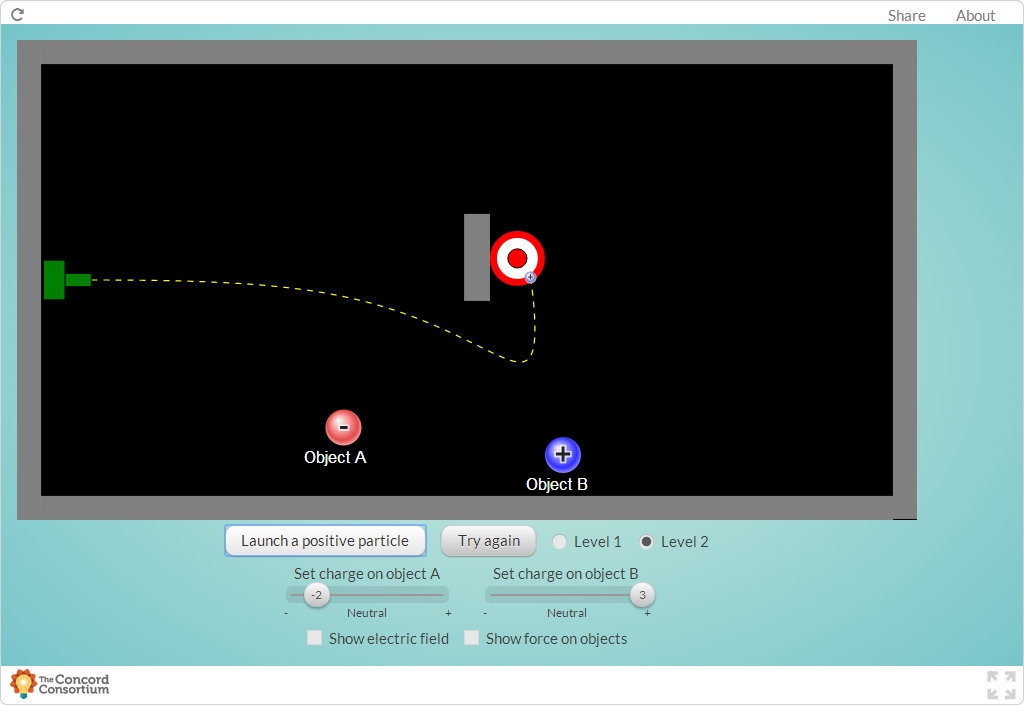 Share About
Object A
Object B
Launch a positive particle Try again Level 1 Level 2
Set charge on object A Set charge on object B
-2 3
- Neutral + - Neutral +
Show electric field Show force on objects
The Concord
Consortium